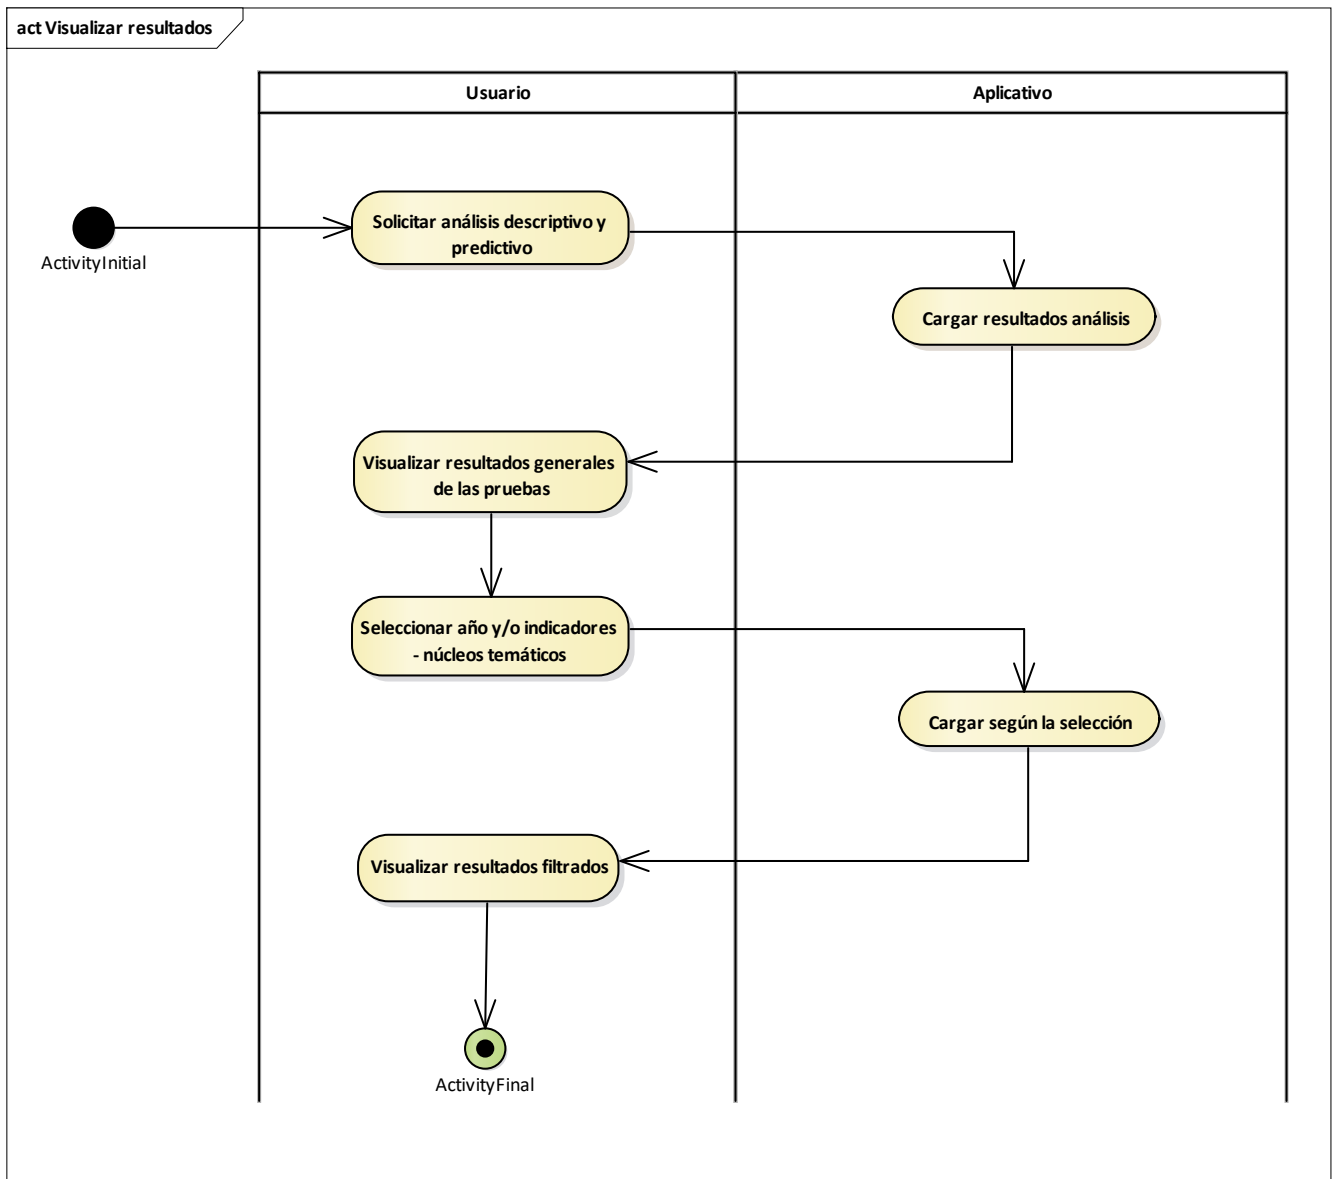 act Visualizar resultados
Usuario
Aplicativo
ActivityInitial
Solicitar análisis descriptivo y
predictivo
Cargar resultados análisis
Visualizar resultados generales
de las pruebas
Seleccionar año y/o indicadores
- núcleos temáticos
Cargar según la selección
Visualizar resultados filtrados
ActivityFinal